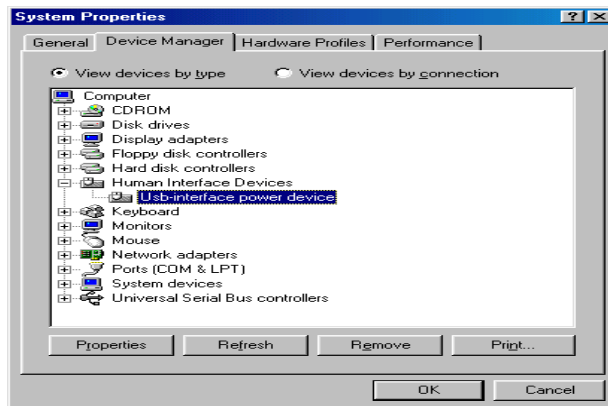 System Properties
General Device Manager Hardware Profiles Performance
View devices by type View devices by connection
Computer
CDROM
Disk drives
Display adapters
Floppy disk controllers
Hard disk controllers
Human Interface Devices
Usb-interface power device
Keyboard
Monitors
Mouse
Network adapters
Ports (COM & LPT)
System devices
Universal Serial Bus controllers
Properties Refresh Remove Print...
OK Cancel